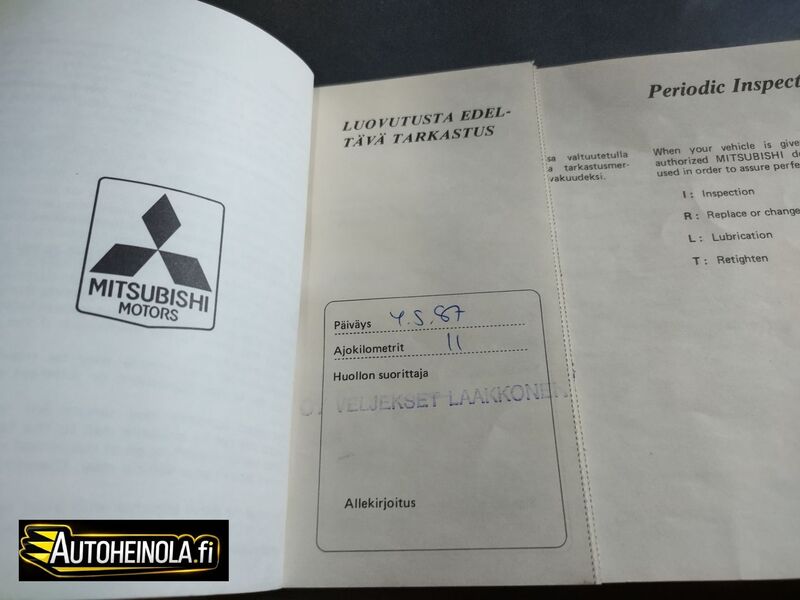 MITSUBISHI
MOTORS
LUOVUTUSTA EDEL-
TÄVÄ TARKASTUS
Päiväys 4.5.87
Ajokilometrit 11
Huollon suorittaja
VELJEKSET LAAKKONEN
Allekirjoitus
sa valtuutetulla
a tarkastusmer-
vakuudeksi.
Periodic Inspect
When your vehicle is give
authorized MITSUBISHI de
used in order to assure perfe
I : Inspection
R : Replace or change
L : Lubrication
T : Retighten
AUTOHEINOLA.fi